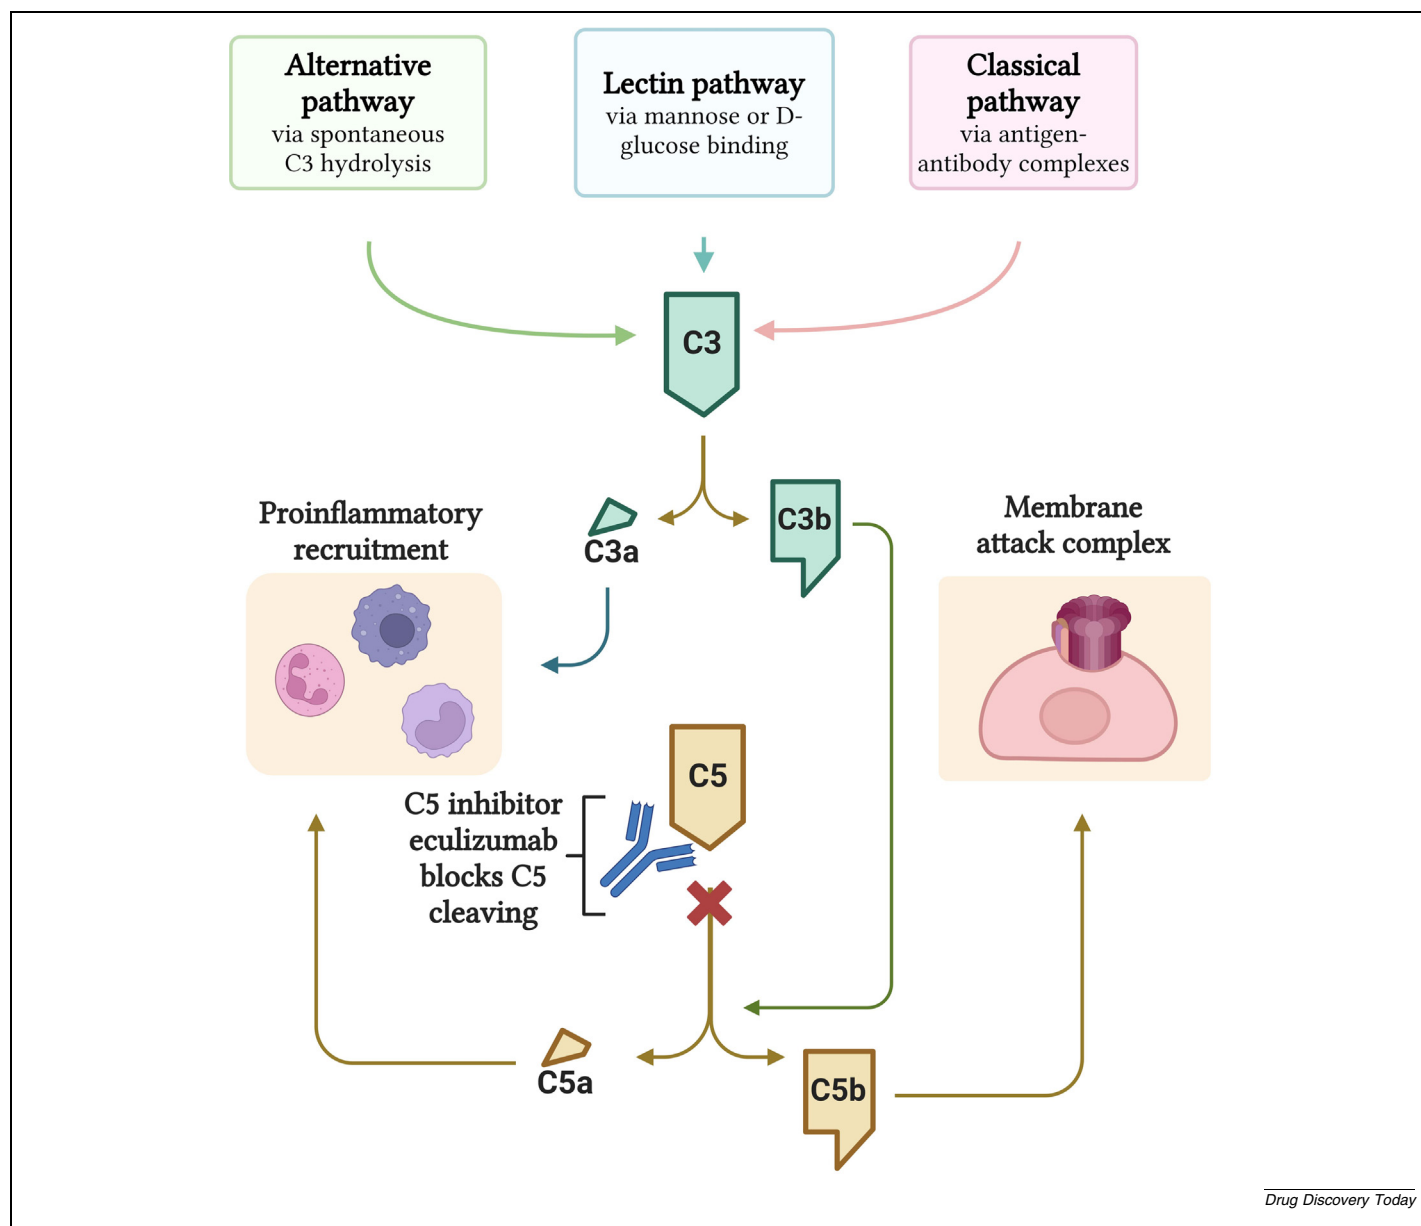 Alternative
pathway
via spontaneous
C3 hydrolysis
Lectin pathway
via mannose or D-
glucose binding
Classical
pathway
via antigen-
antibody complexes
C3
Proinflammatory
recruitment
C3a
C3b
Membrane
attack complex
C5
C5 inhibitor
eculizumab
blocks C5
cleaving
C5a
C5b
Drug Discovery Today